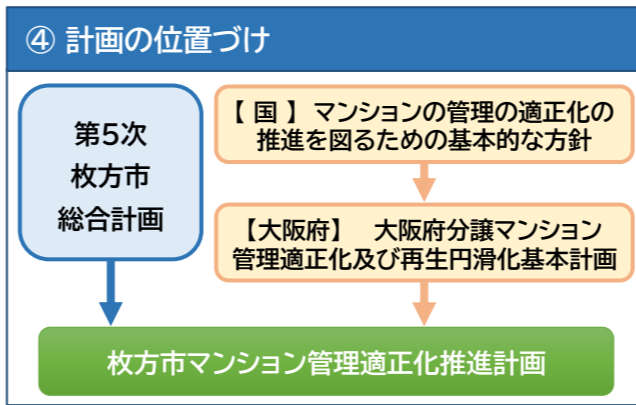 ④ 計画の位置づけ
第5次
枚方市
総合計画
【 国 】マンションの管理の適正化の
推進を図るための基本的な方針
【大阪府】　大阪府分譲マンション
管理適正化及び再生円滑化基本計画
枚方市マンション管理適正化推進計画